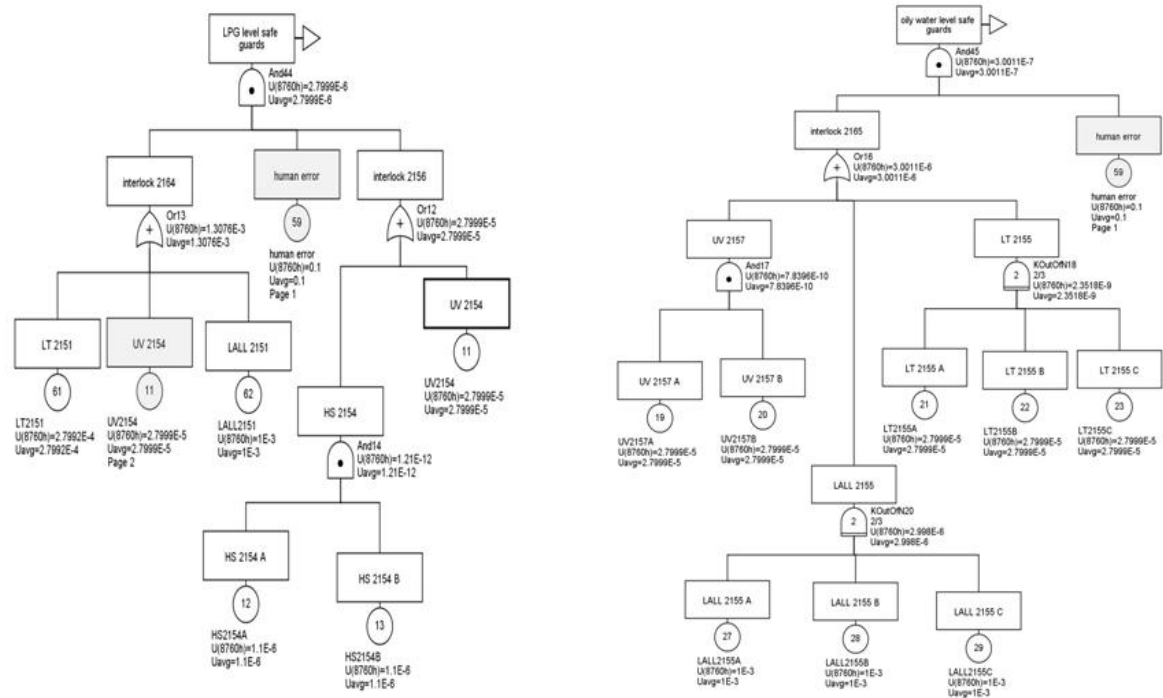 LPG level safe
guards
And44
U(8760h)=2.7999E-6
Uavg=2.7999E-6
interlock 2164
Or13
U(8760h)=1.3076E-3
Uavg=1.3076E-3
human error
59
human error
U(8760h)=0.1
Uavg=0.1
Page 1
interlock 2156
Or12
U(8760h)=2.7999E-5
Uavg=2.7999E-5
LT 2151
61
LT2151
U(8760h)=2.7992E-4
Uavg=2.7992E-4
UV 2154
11
UV2154
U(8760h)=2.7999E-5
Uavg=2.7999E-5
Page 2
LALL 2151
62
LALL2151
U(8760h)=1E-3
Uavg=1E-3
HS 2154
And14
U(8760h)=1.21E-12
Uavg=1.21E-12
UV 2154
11
UV2154
U(8760h)=2.7999E-5
Uavg=2.7999E-5
HS 2154 A
12
HS2154A
U(8760h)=1.1E-6
Uavg=1.1E-6
HS 2154 B
13
HS2154B
U(8760h)=1.1E-6
Uavg=1.1E-6
oily water level safe
guards
And45
U(8760h)=3.0011E-7
Uavg=3.0011E-7
interlock 2165
Or16
U(8760h)=3.0011E-6
Uavg=3.0011E-6
human error
59
human error
U(8760h)=0.1
Uavg=0.1
Page 1
UV 2157
And17
U(8760h)=7.8396E-10
Uavg=7.8396E-10
LT 2155
KOutOfN18
2
2/3
U(8760h)=2.3518E-9
Uavg=2.3518E-9
UV 2157 A
19
UV2157A
U(8760h)=2.7999E-5
Uavg=2.7999E-5
UV 2157 B
20
UV2157B
U(8760h)=2.7999E-5
Uavg=2.7999E-5
LT 2155 A
21
LT2155A
U(8760h)=2.7999E-5
Uavg=2.7999E-5
LT 2155 B
22
LT2155B
U(8760h)=2.7999E-5
Uavg=2.7999E-5
LT 2155 C
23
LT2155C
U(8760h)=2.7999E-5
Uavg=2.7999E-5
LALL 2155
KOutOfN20
2
2/3
U(8760h)=2.998E-6
Uavg=2.998E-6
LALL 2155 A
27
LALL2155A
U(8760h)=1E-3
Uavg=1E-3
LALL 2155 B
28
LALL2155B
U(8760h)=1E-3
Uavg=1E-3
LALL 2155 C
29
LALL2155C
U(8760h)=1E-3
Uavg=1E-3